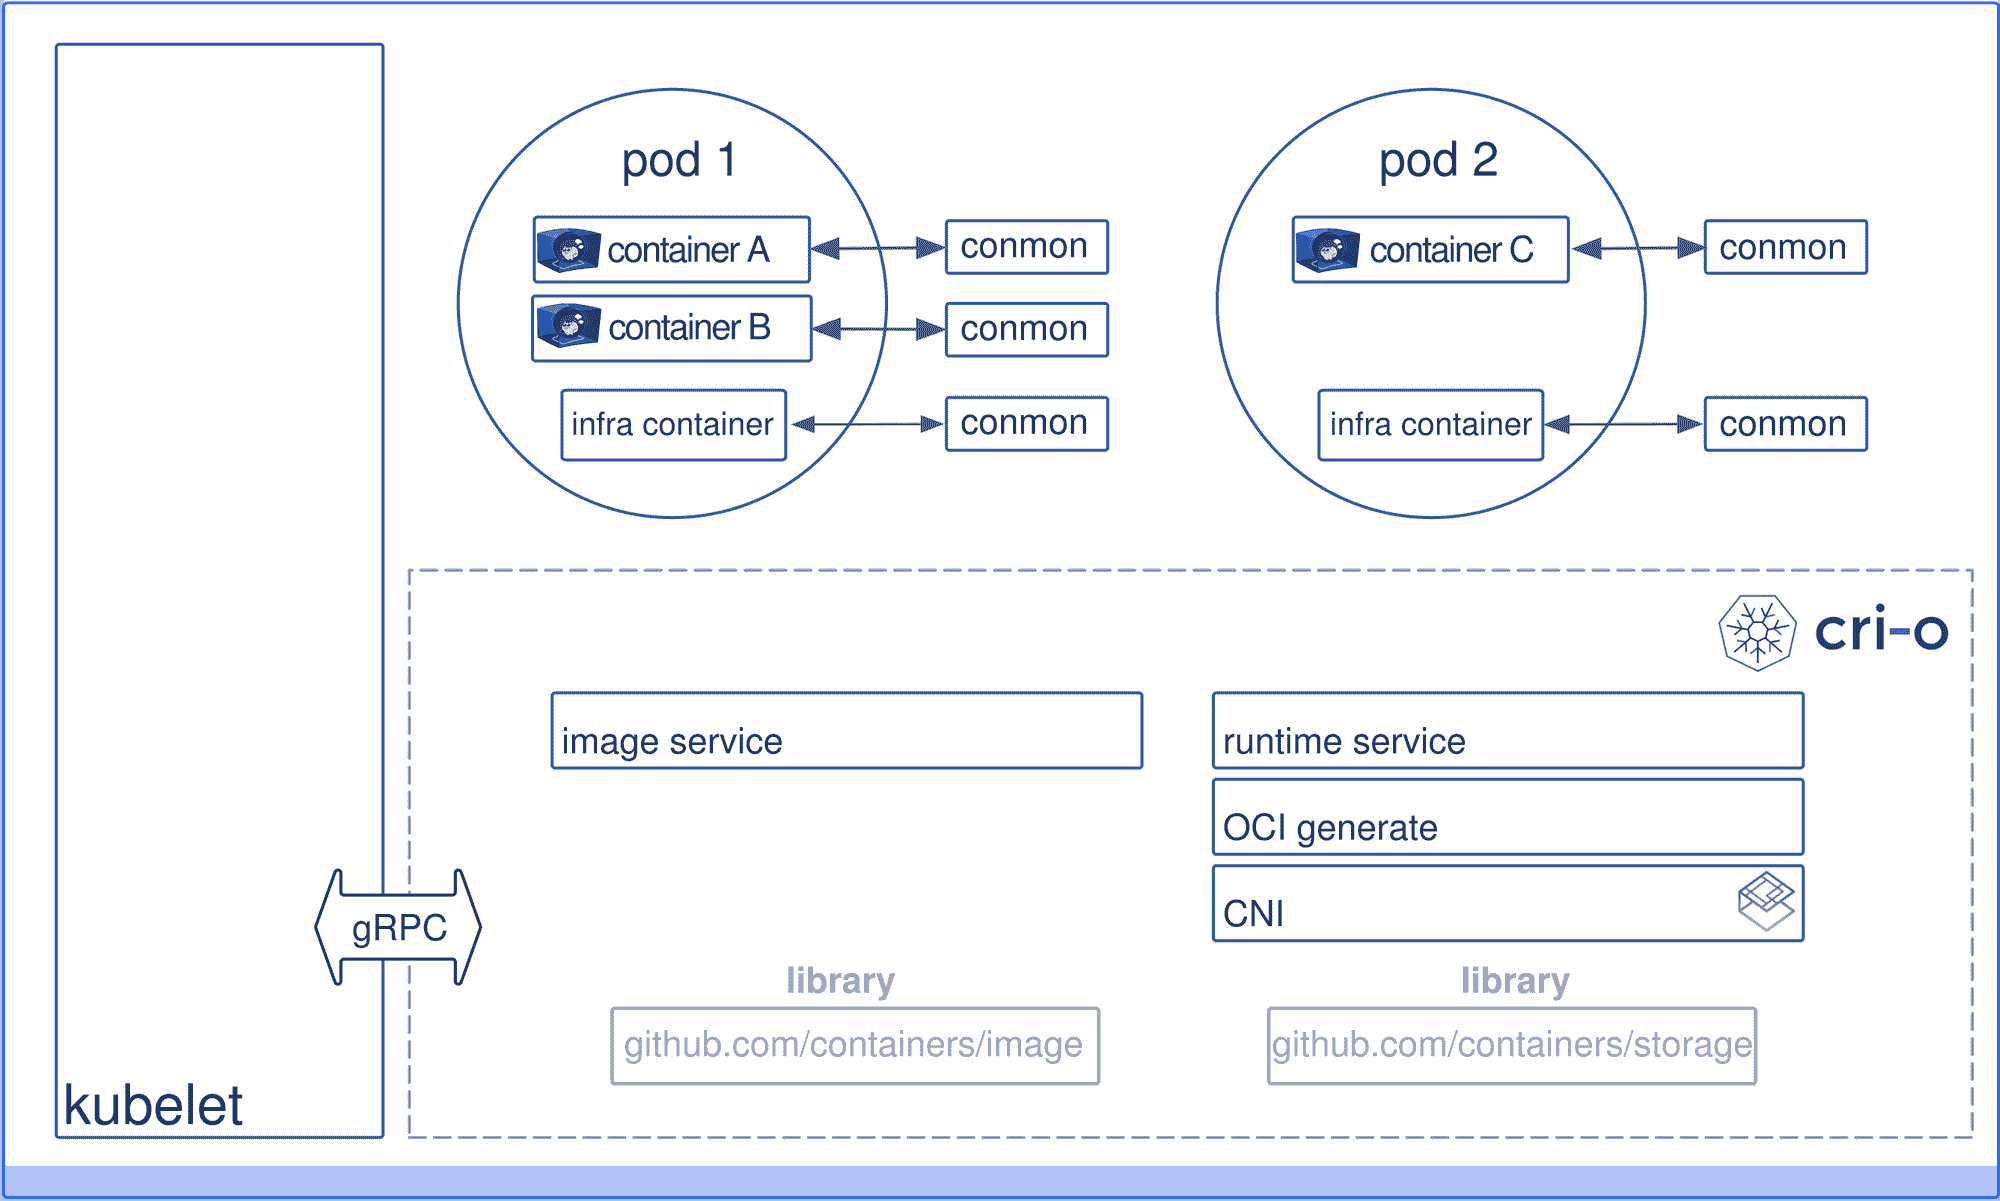 pod 1
container A
conmon
container B
conmon
infra container
conmon
pod 2
container C
conmon
infra container
conmon
cri-o
image service
runtime service
OCI generate
CNI
gRPC
library
github.com/containers/image
library
github.com/containers/storage
kubelet